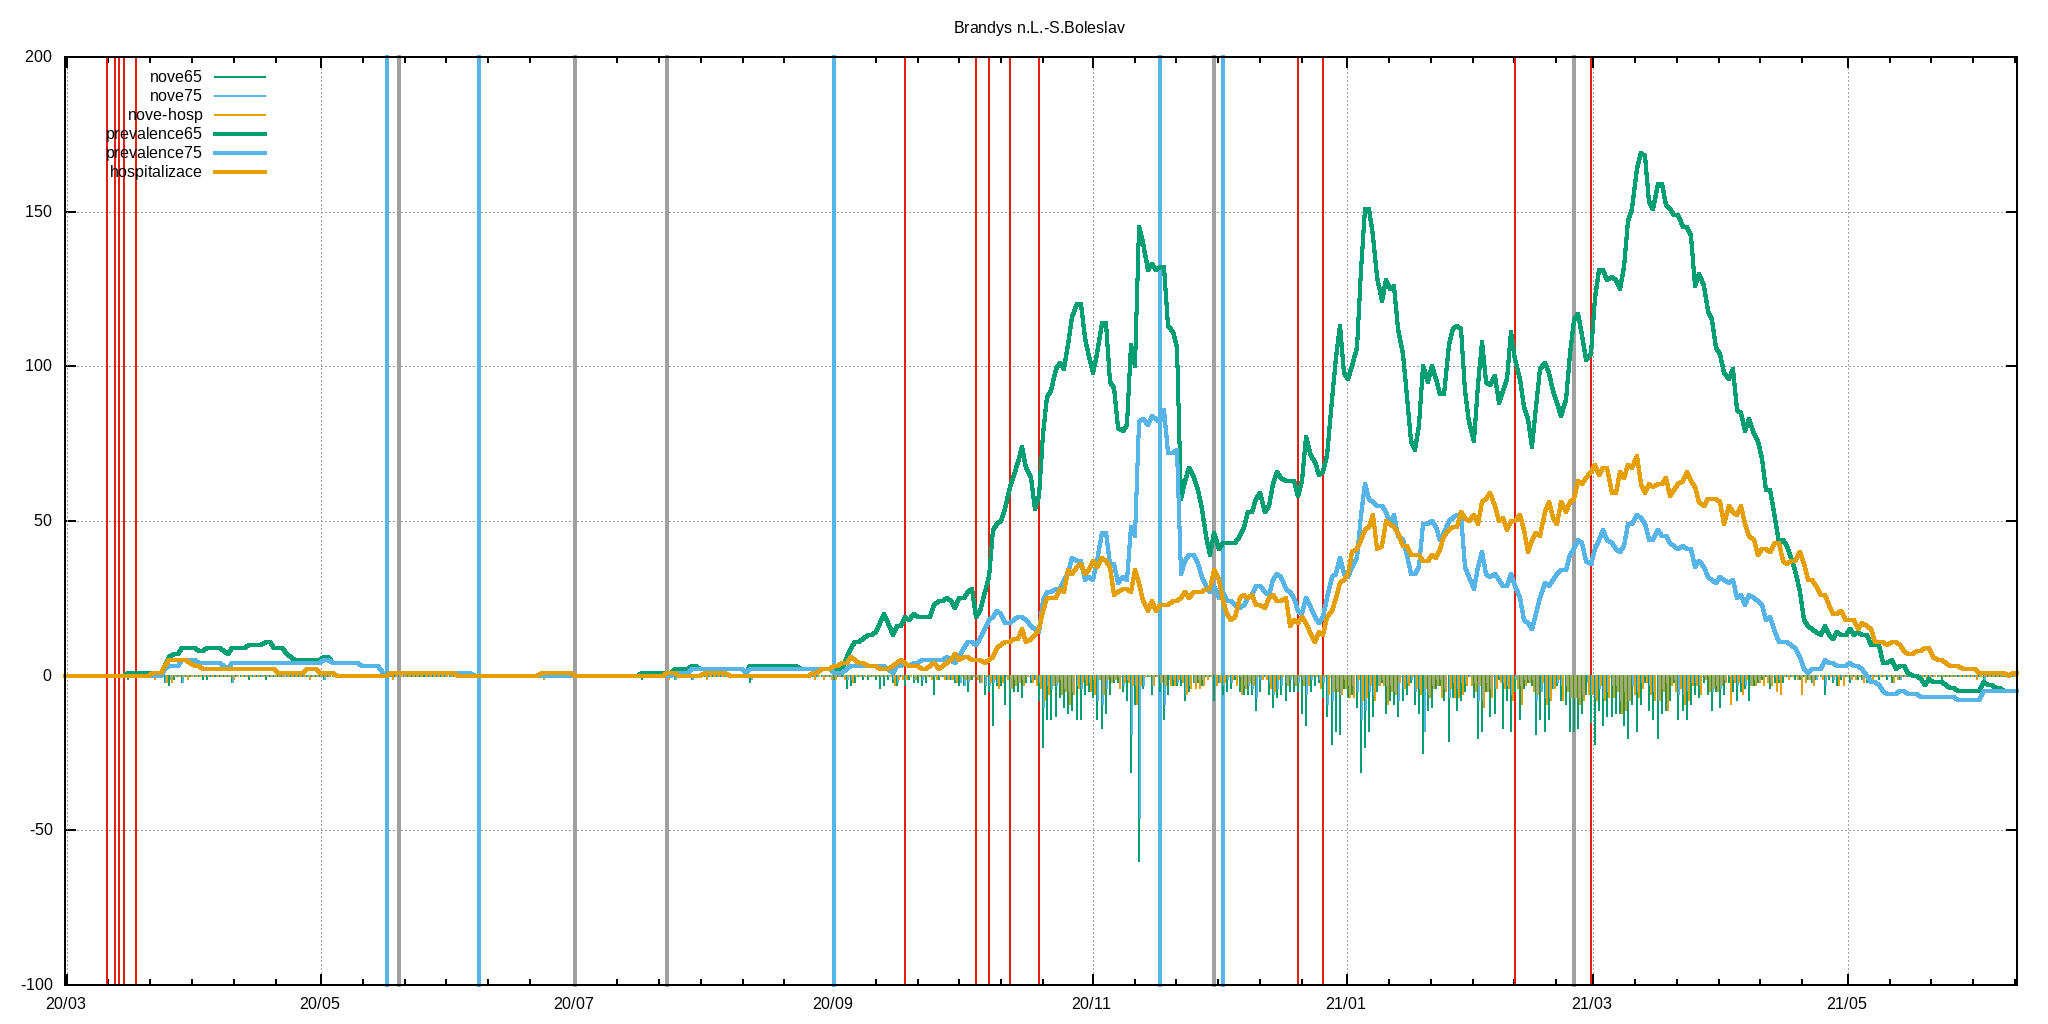 Brandys n.L.-S.Boleslav
200
nove65
nove75
nove-hosp
prevalence65
prevalence75
hospitalizace
150
100
50
0
-50
-100
20/03 20/05 20/07 20/09 20/11 21/01 21/03 21/05